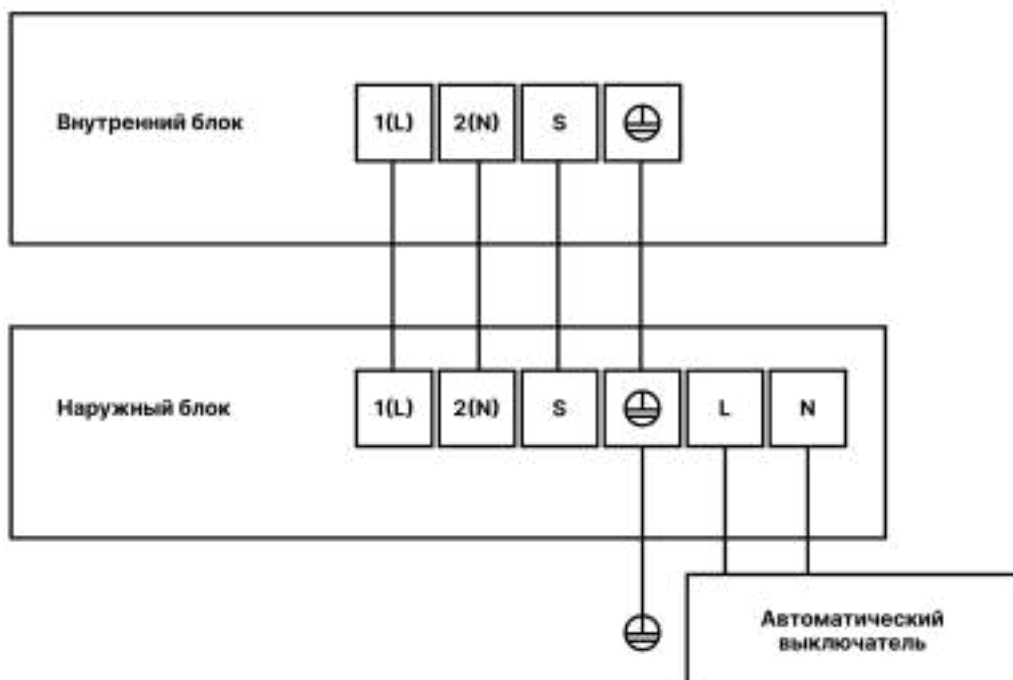 Внутренний блок
1(L) 2(N) S
Наружный блок
1(L) 2(N) S L N
Автоматический
выключатель